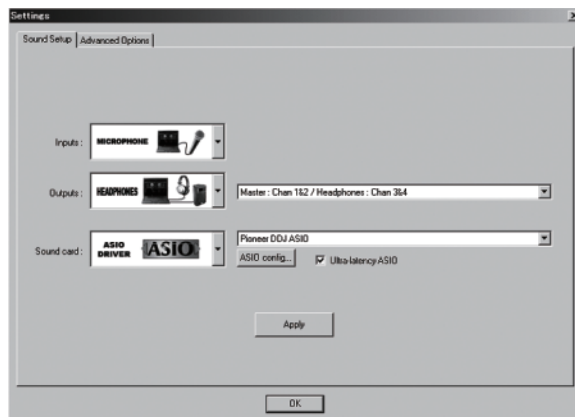 Settings
Sound Setup Advanced Options
Inputs : MICROPHONE
Outputs : HEADPHONES Master : Chan 1&2 / Headphones : Chan 3&4
Sound card : ASIO DRIVER ASIO Pioneer DDJ ASIO
ASIO config... Ultra-latency ASIO
Apply
OK